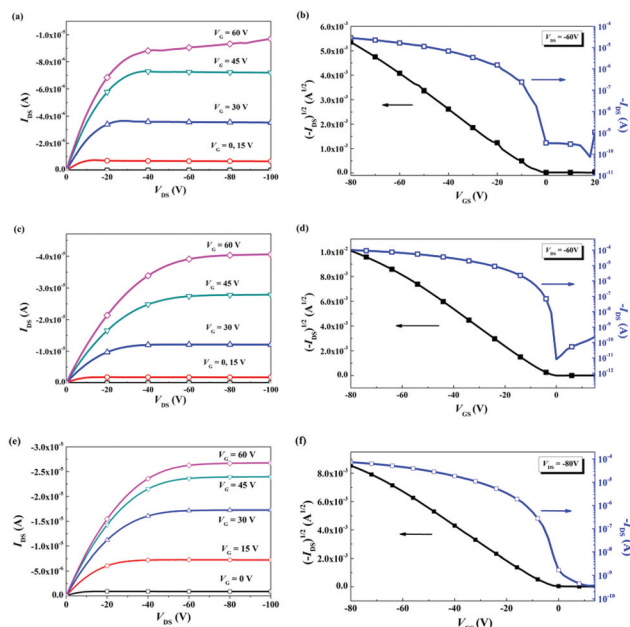 (a)
-1.0x10⁻⁵
-8.0x10⁻⁶
-6.0x10⁻⁶
-4.0x10⁻⁶
-2.0x10⁻⁶
0.0
I_DS (A)
V_G = 60 V
V_G = 45 V
V_G = 30 V
V_G = 0, 15 V
0 -20 -40 -60 -80 -100
V_DS (V)
(b)
6.0x10⁻³
5.0x10⁻³
4.0x10⁻³
3.0x10⁻³
2.0x10⁻³
1.0x10⁻³
0.0
(-I_DS)^1/2 (A^1/2)
V_DS = -60V
10⁻⁴
10⁻⁵
10⁻⁶
10⁻⁷
10⁻⁸
10⁻⁹
10⁻¹⁰
10⁻¹¹
-I_DS (A)
-80 -60 -40 -20 0 20
V_GS (V)
(c)
-4.0x10⁻⁵
-3.0x10⁻⁵
-2.0x10⁻⁵
-1.0x10⁻⁵
0.0
I_DS (A)
V_G = 60 V
V_G = 45 V
V_G = 30 V
V_G = 0, 15 V
0 -20 -40 -60 -80 -100
V_DS (V)
(d)
1.0x10⁻²
8.0x10⁻³
6.0x10⁻³
4.0x10⁻³
2.0x10⁻³
0.0
(-I_DS)^1/2 (A^1/2)
V_DS = -60V
10⁻⁴
10⁻⁵
10⁻⁶
10⁻⁷
10⁻⁸
10⁻⁹
10⁻¹⁰
10⁻¹¹
-I_DS (A)
-80 -60 -40 -20 0
V_GS (V)
(e)
-3.0x10⁻⁵
-2.5x10⁻⁵
-2.0x10⁻⁵
-1.5x10⁻⁵
-1.0x10⁻⁵
-5.0x10⁻⁶
0.0
I_DS (A)
V_G = 60 V
V_G = 45 V
V_G = 30 V
V_G = 15 V
V_G = 0 V
0 -20 -40 -60 -80 -100
V_DS (V)
(f)
8.0x10⁻³
6.0x10⁻³
4.0x10⁻³
2.0x10⁻³
0.0
(-I_DS)^1/2 (A^1/2)
V_DS = -80V
10⁻⁴
10⁻⁵
10⁻⁶
10⁻⁷
10⁻⁸
10⁻⁹
10⁻¹⁰
-I_DS (A)
-80 -60 -40 -20 0
V_GS (V)